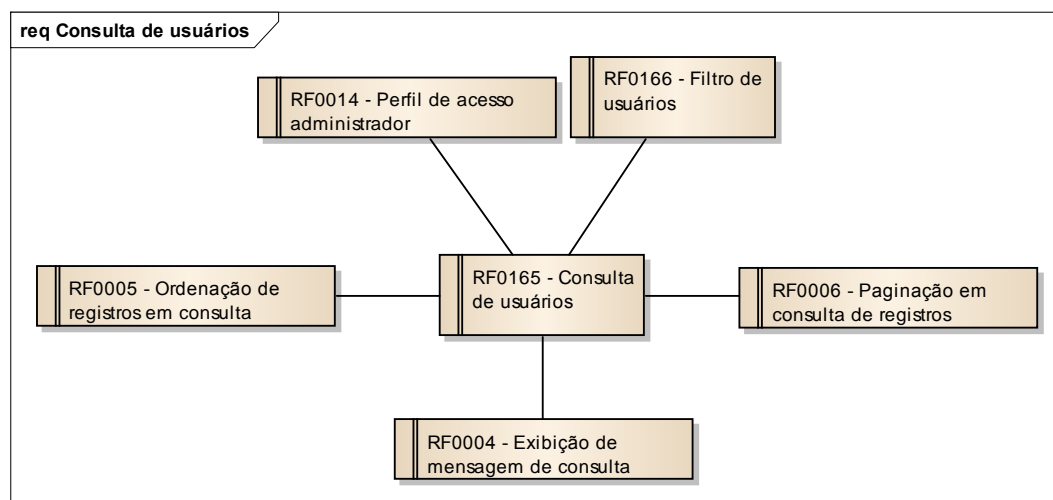 req Consulta de usuários
RF0014 - Perfil de acesso
administrador
RF0166 - Filtro de
usuários
RF0005 - Ordenação de
registros em consulta
RF0165 - Consulta
de usuários
RF0006 - Paginação em
consulta de registros
RF0004 - Exibição de
mensagem de consulta